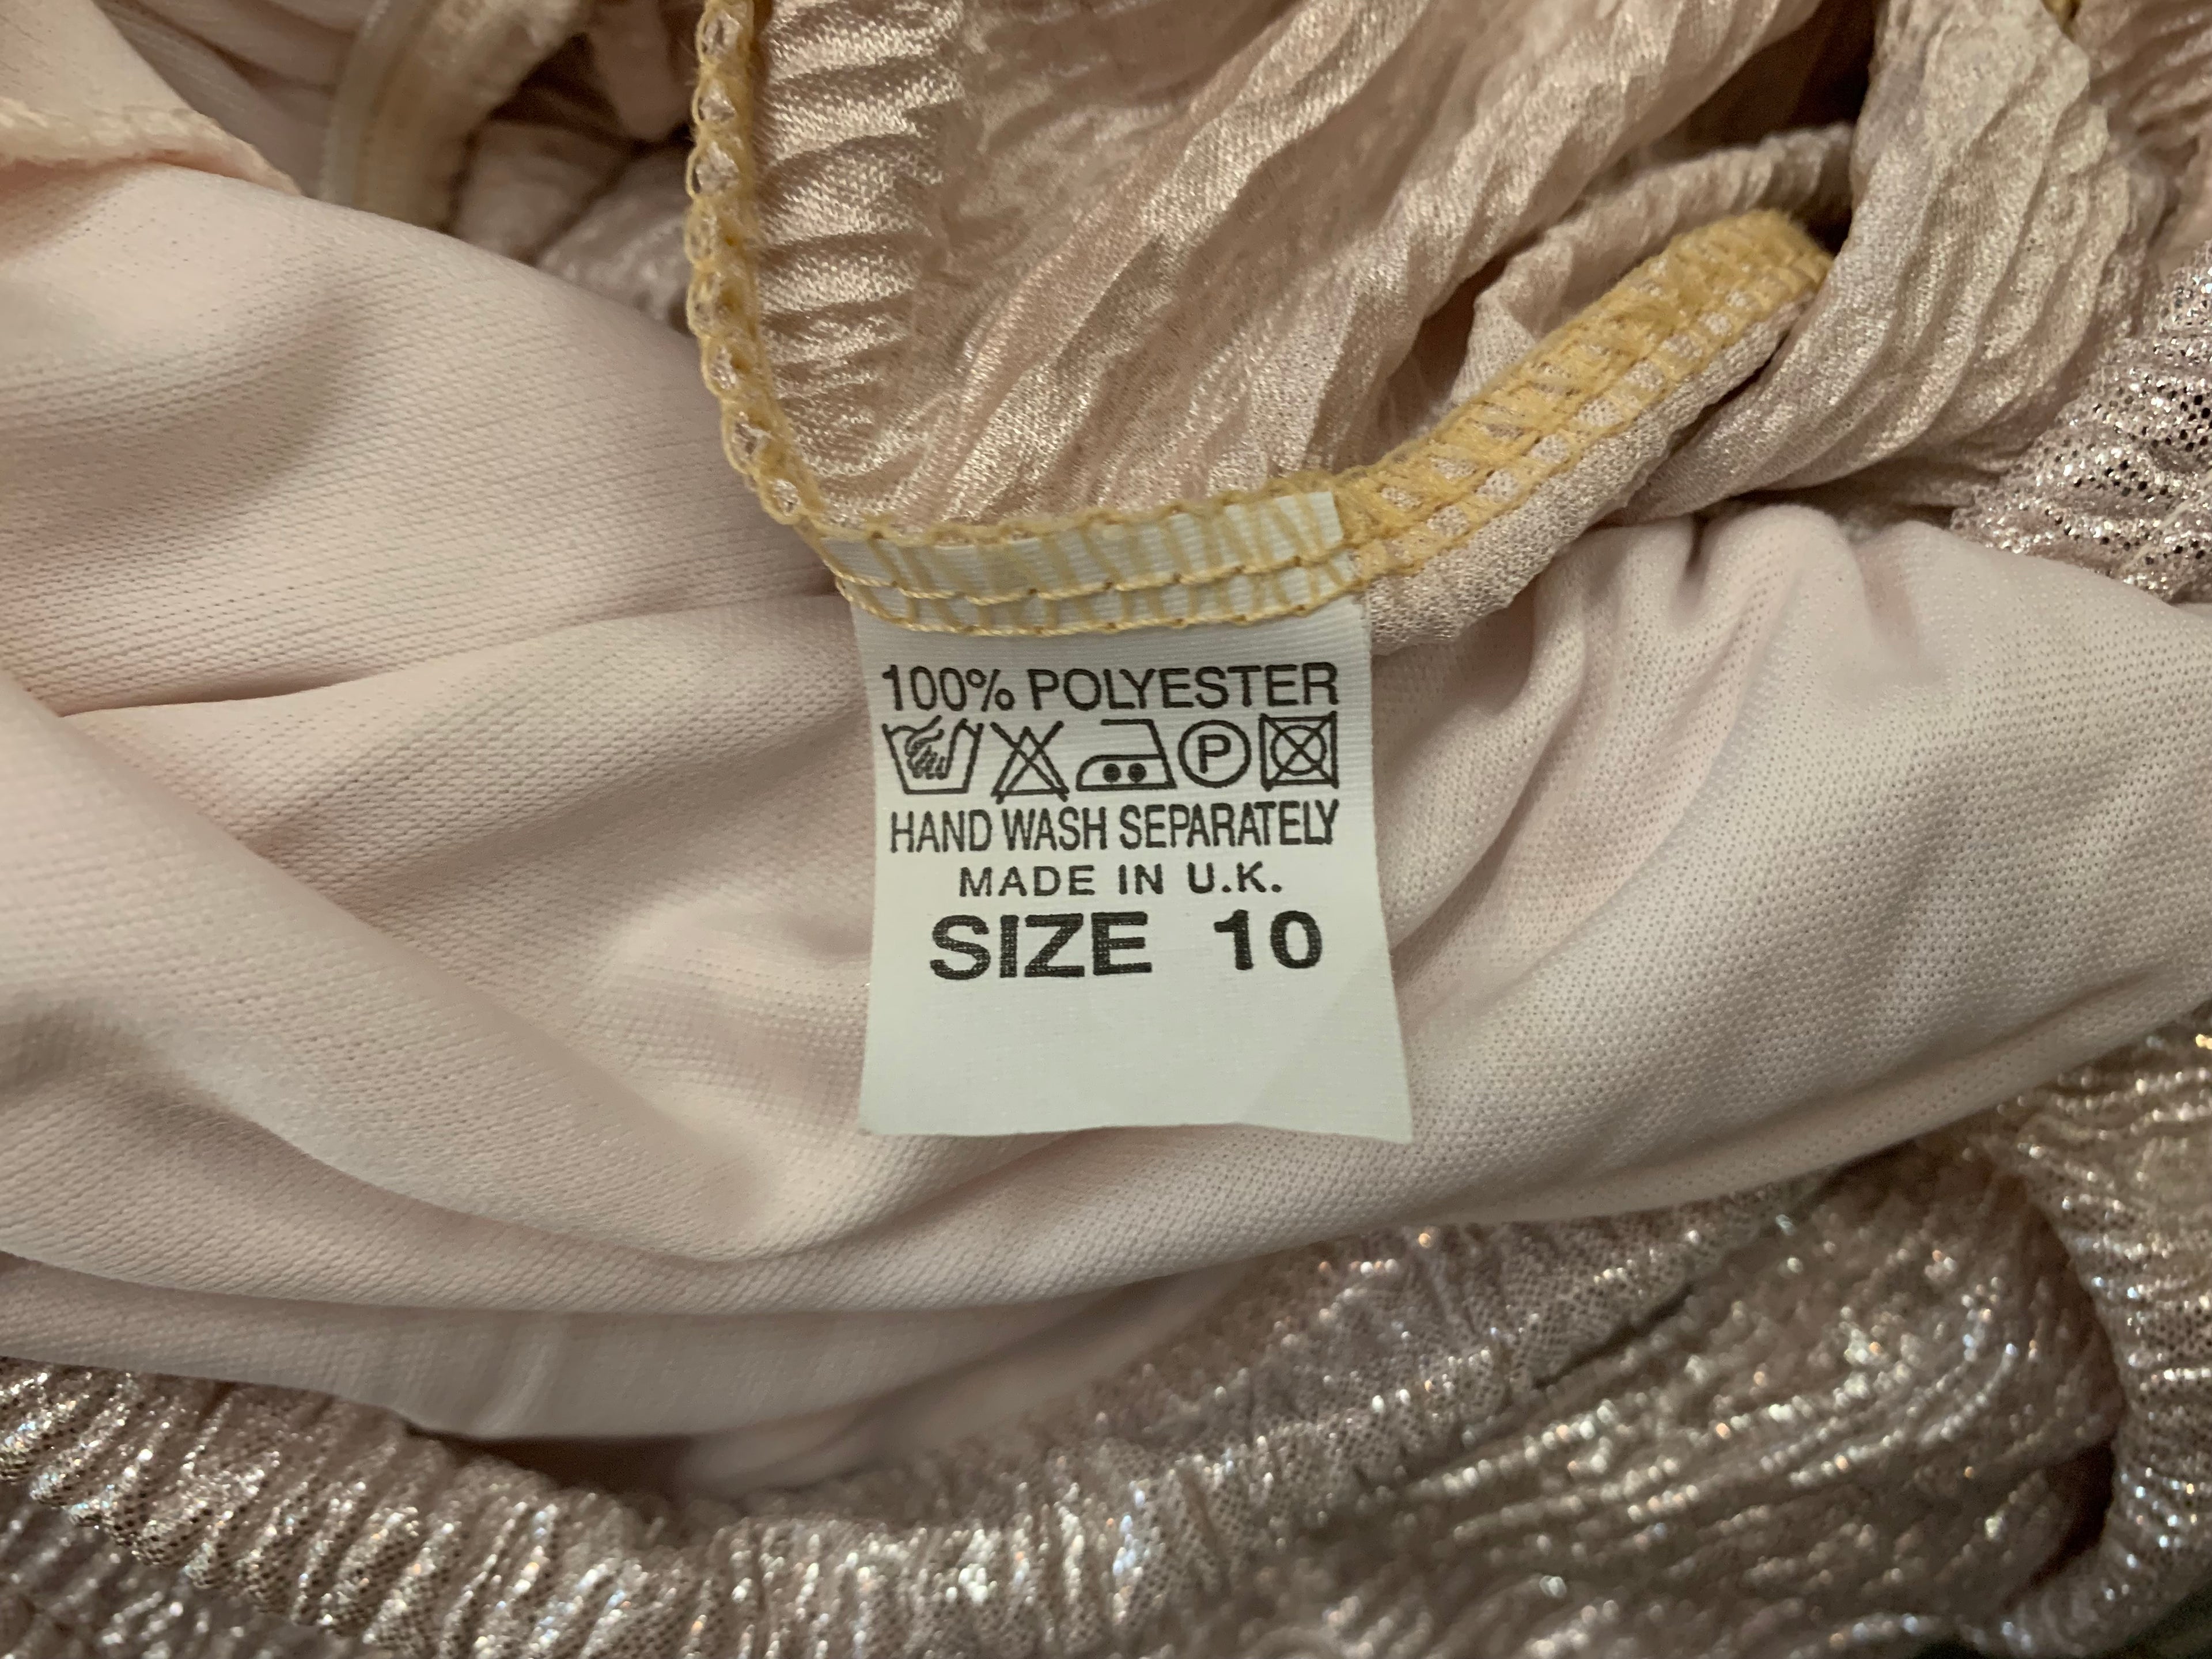 100% POLYESTER
P
HAND WASH SEPARATELY
MADE IN U.K.
SIZE 10